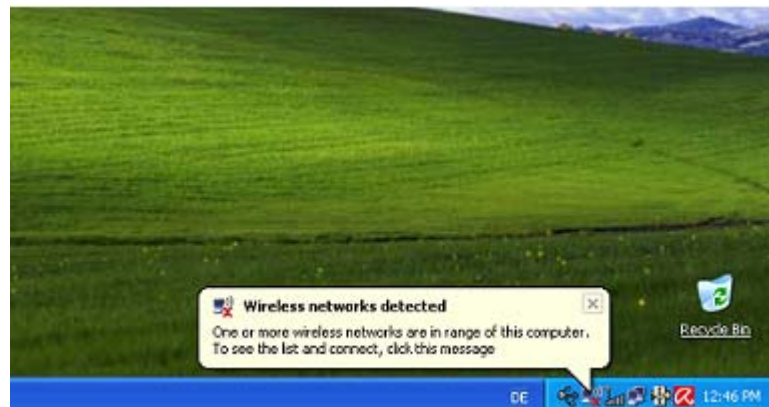 Wireless networks detected
One or more wireless networks are in range of this computer.
To see the list and connect, click this message
Recycle Bin
DE
12:46 PM